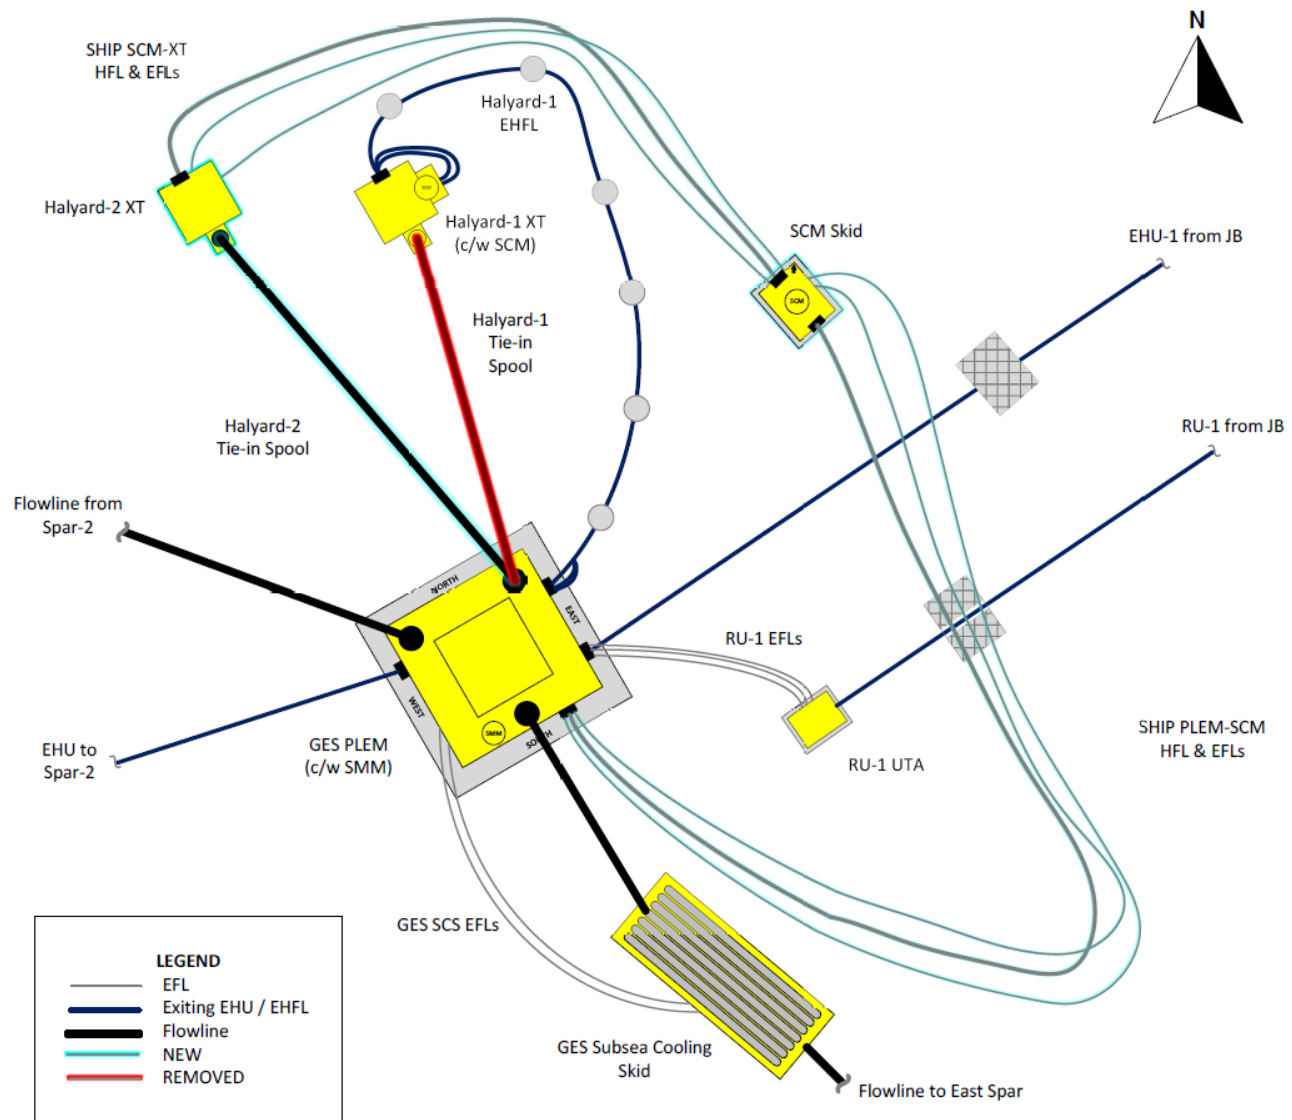 N
SHIP SCM-XT
HFL & EFLs
Halyard-1
EHFL
SCM
Halyard-2 XT
Halyard-1 XT
(c/w SCM)
SCM Skid
EHU-1 from JB
SCM
Halyard-1
Tie-in
Spool
Halyard-2
Tie-in Spool
RU-1 from JB
Flowline from
Spar-2
NORTH
EAST
RU-1 EFLs
WEST
SMM
SOUTH
EHU to
Spar-2
GES PLEM
(c/w SMM)
RU-1 UTA
SHIP PLEM-SCM
HFL & EFLs
GES SCS EFLs
GES Subsea Cooling
Skid
Flowline to East Spar
LEGEND
EFL
Exiting EHU / EHFL
Flowline
NEW
REMOVED